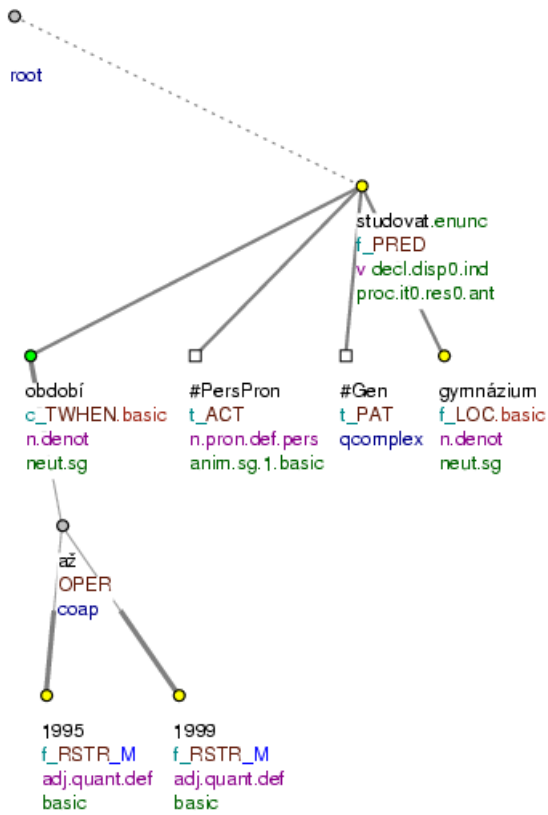 root
studovat.enunc
f_PRED
v decl.disp0.ind
proc.it0.res0.ant
období
c_TWHEN.basic
n.denot
neut.sg
#PersPron
t_ACT
n.pron.def.pers
anim.sg.1.basic
#Gen
t_PAT
qcomplex
gymnázium
f_LOC.basic
n.denot
neut.sg
až
OPER
coap
1995
f_RSTR_M
adj.quant.def
basic
1999
f_RSTR_M
adj.quant.def
basic